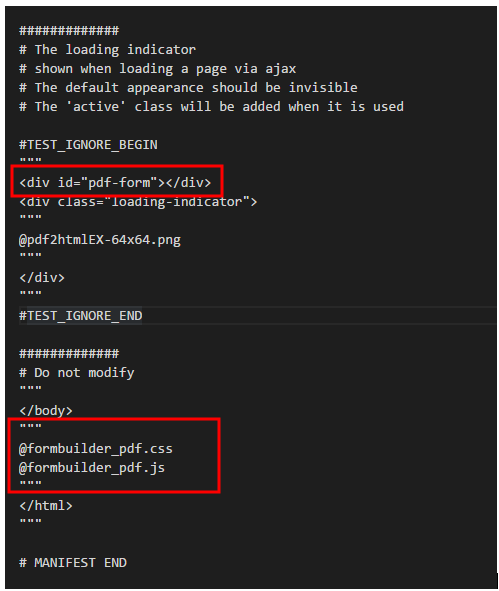 #############
# The loading indicator
# shown when loading a page via ajax
# The default appearance should be invisible
# The 'active' class will be added when it is used
#TEST_IGNORE_BEGIN
"""
<div id="pdf-form"></div>
<div class="loading-indicator">
"""
@pdf2htmlEX-64x64.png
"""
</div>
"""
#TEST_IGNORE_END
#############
# Do not modify
"""
</body>
"""
@formbuilder_pdf.css
@formbuilder_pdf.js
"""
</html>
"""
# MANIFEST END